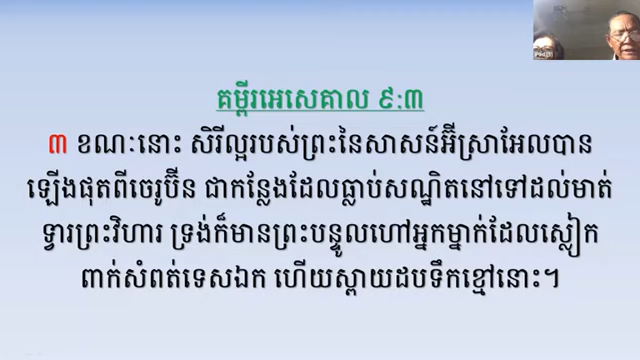 គម្ពីរអេសេគាល ៩:៣
៣ ខណៈនោះ សិរីល្អរបស់ព្រះនៃសាសន៍អ៊ីស្រាអែលបាន
ឡើងផុតពីចេរូប៊ីន ជាកន្លែងដែលធ្លាប់សណ្ឋិតនៅទៅដល់មាត់
ទ្វារព្រះវិហារ ទ្រង់ក៏មានព្រះបន្ទូលហៅអ្នកម្នាក់ដែលស្លៀក
ពាក់សំពត់ទេសឯក ហើយស្ពាយដបទឹកខ្មៅនោះ។